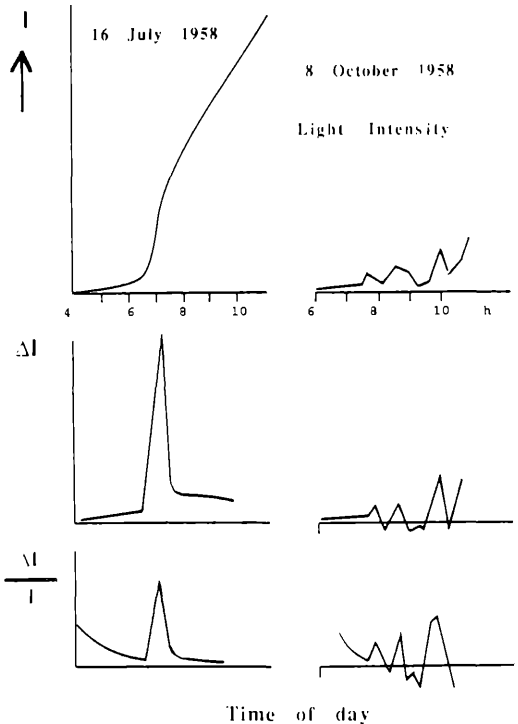 I
16 July 1958
8 October 1958
Light Intensity
4 6 8 10
6 8 10 h
ΔI
ΔI
I
Time of day